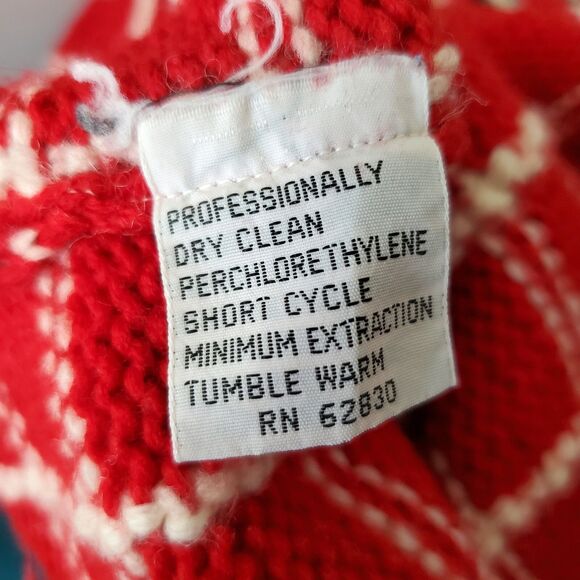 PROFESSIONALLY
DRY CLEAN
PERCHLORETHYLENE
SHORT CYCLE
MINIMUM EXTRACTION
TUMBLE WARM
RN 62830